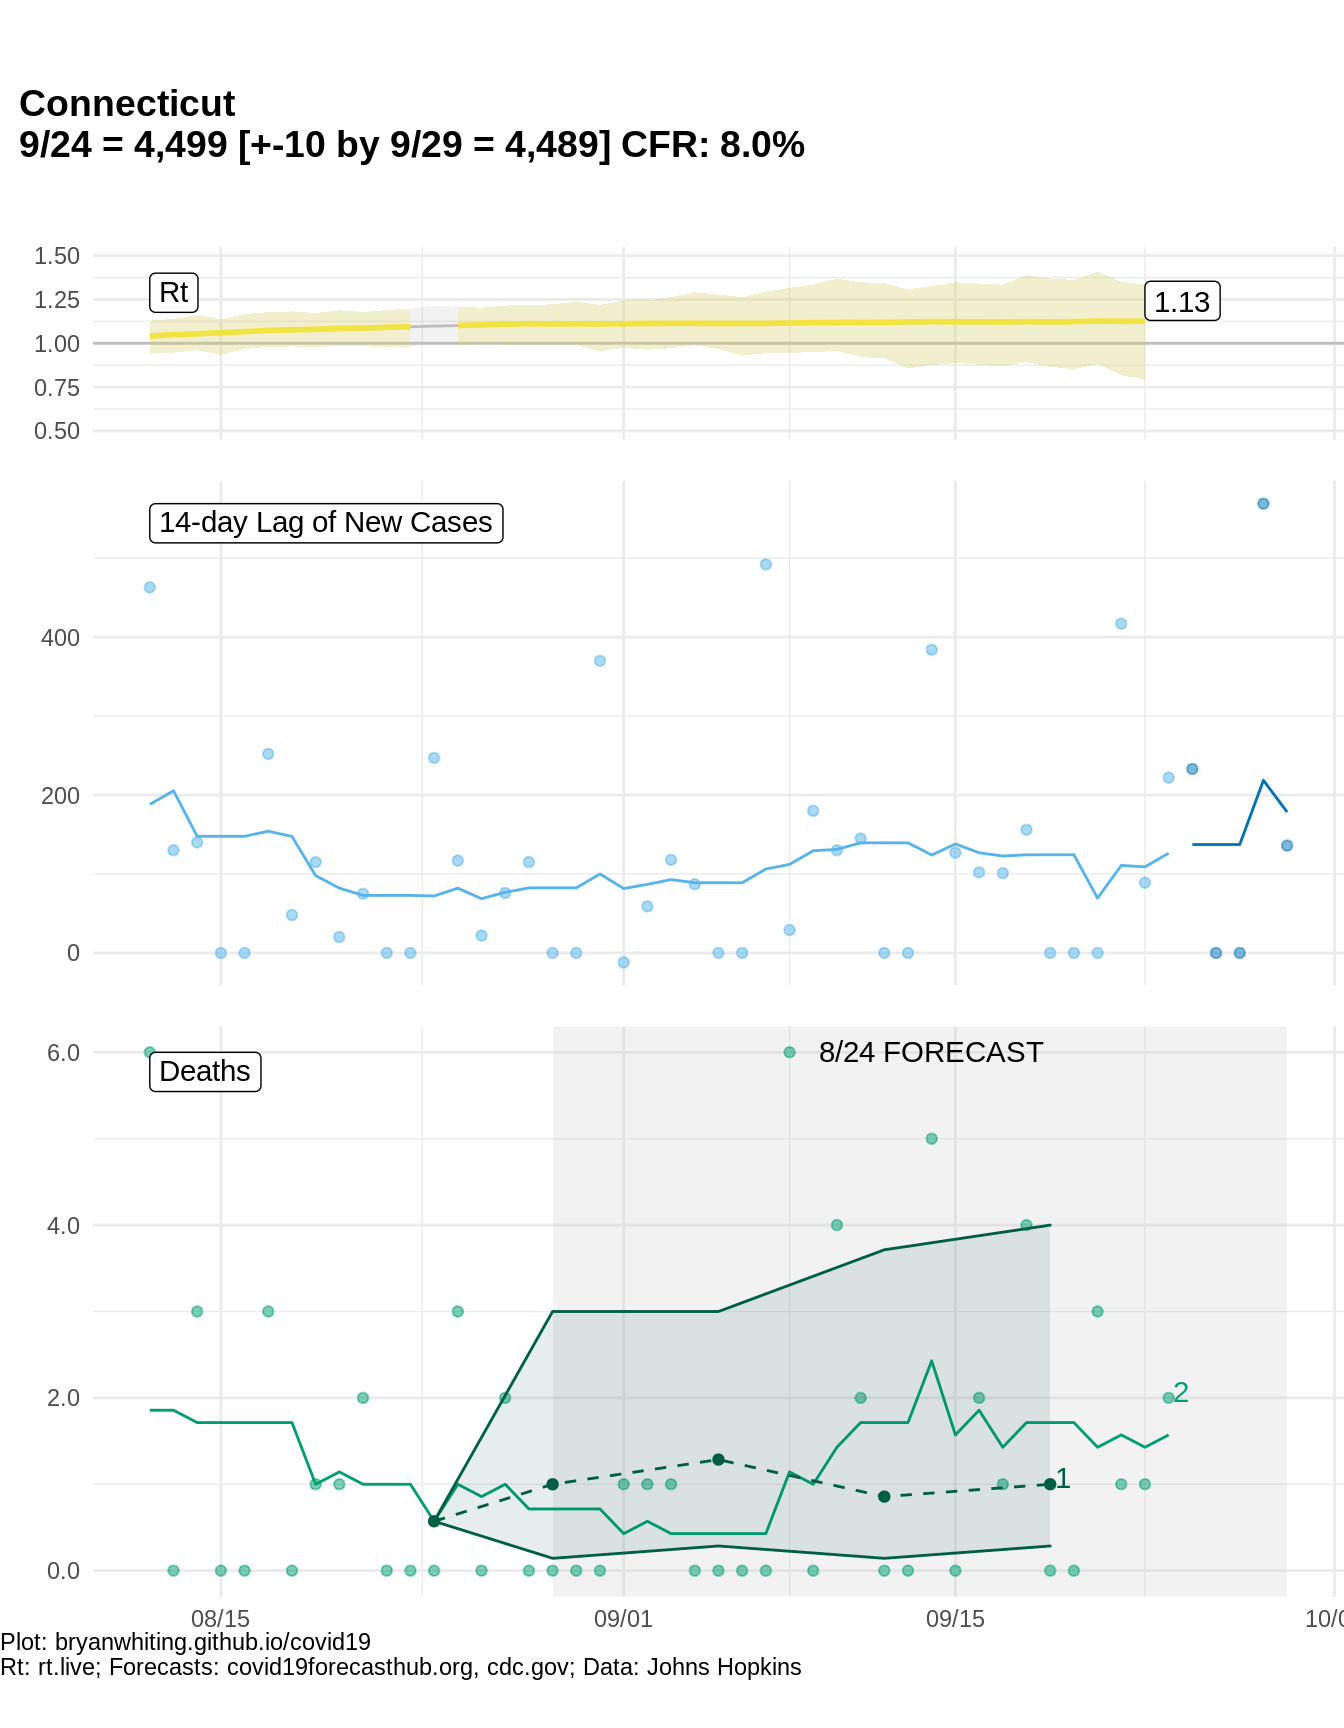 Connecticut
9/24 = 4,499 [+-10 by 9/29 = 4,489] CFR: 8.0%
1.50
1.25
1.00
0.75
0.50
Rt
1.13
14-day Lag of New Cases
400
200
0
6.0
4.0
2.0
0.0
Deaths
8/24 FORECAST
2
1
08/15
09/01
09/15
10/0
Plot: bryanwhiting.github.io/covid19
Rt: rt.live; Forecasts: covid19forecasthub.org, cdc.gov; Data: Johns Hopkins